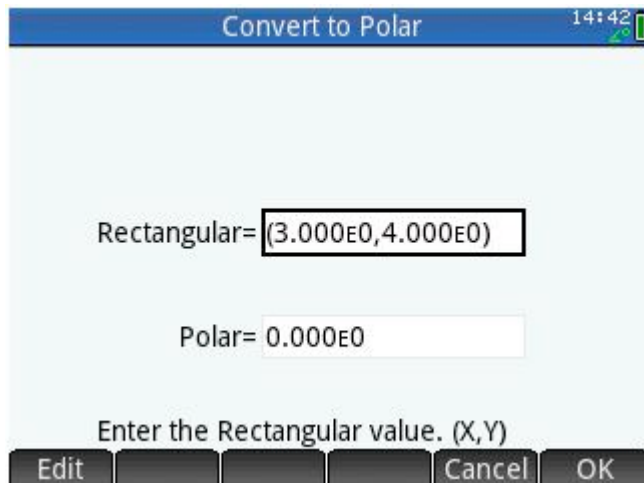 Convert to Polar 14:42
∠°
Rectangular= (3.000E0,4.000E0)
Polar= 0.000E0
Enter the Rectangular value. (X,Y)
Edit Cancel OK